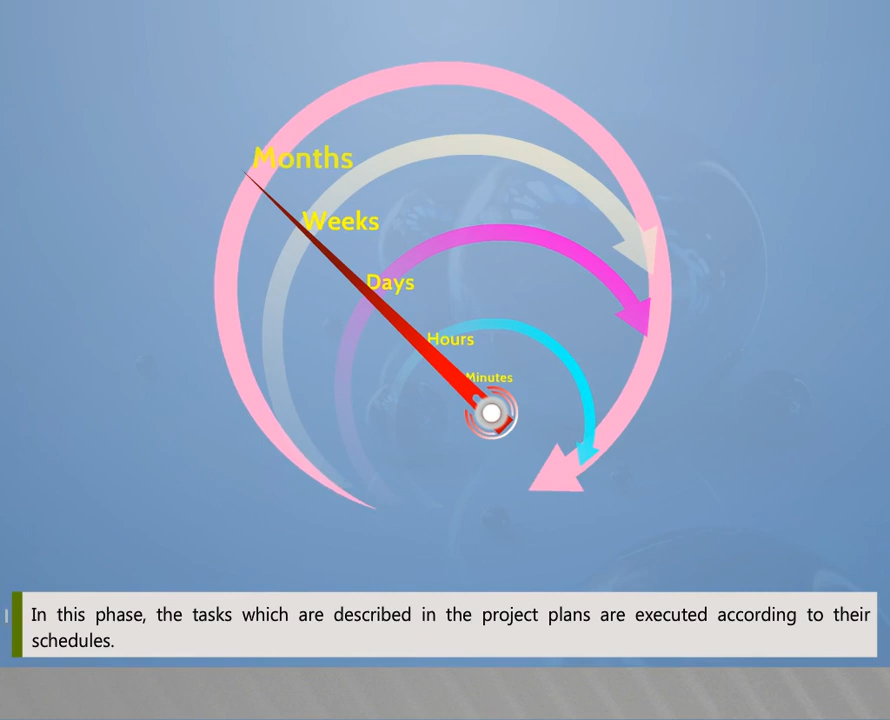 Months
Weeks
Days
Hours
Minutes
In this phase, the tasks which are described in the project plans are executed according to their
schedules.